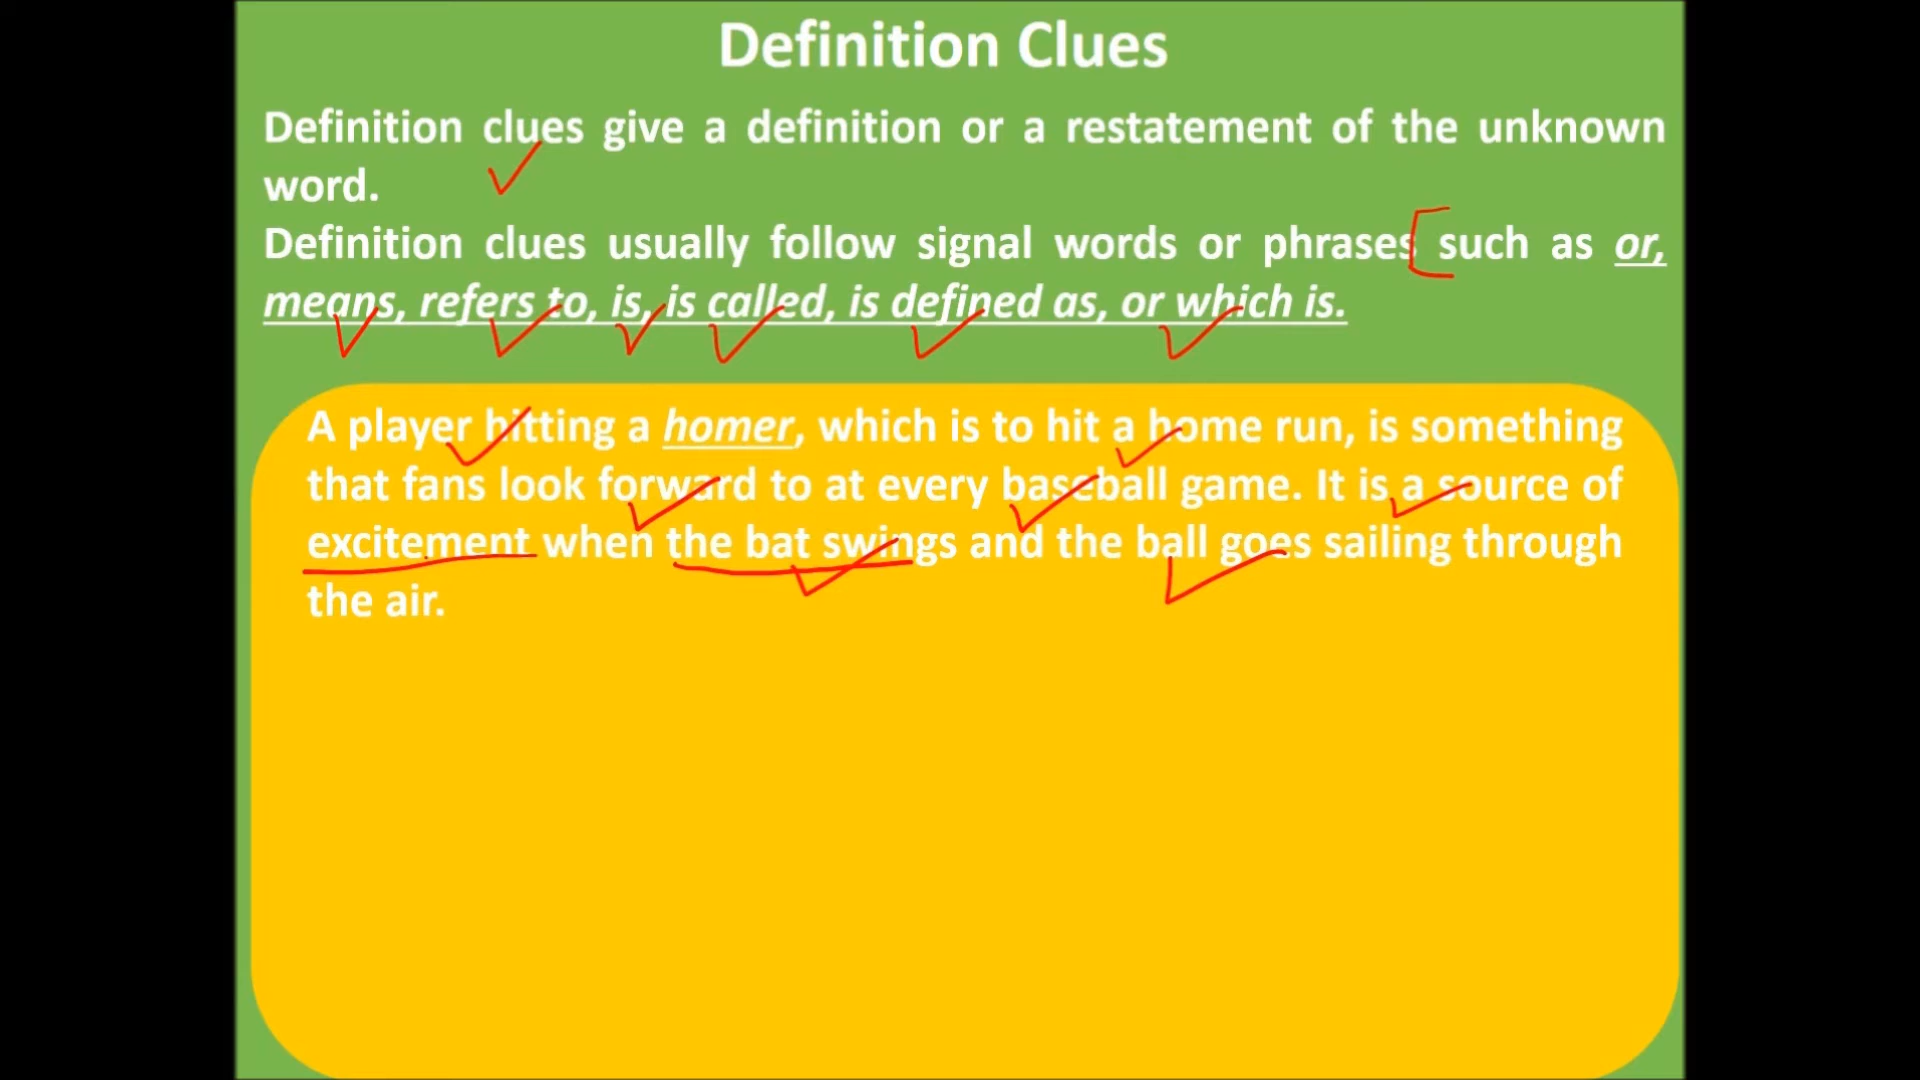 Definition Clues
Definition clues give a definition or a restatement of the unknown
word.
Definition clues usually follow signal words or phrases such as or,
means, refers to, is, is called, is defined as, or which is.
A player hitting a homer, which is to hit a home run, is something
that fans look forward to at every baseball game. It is a source of
excitement when the bat swings and the ball goes sailing through
the air.